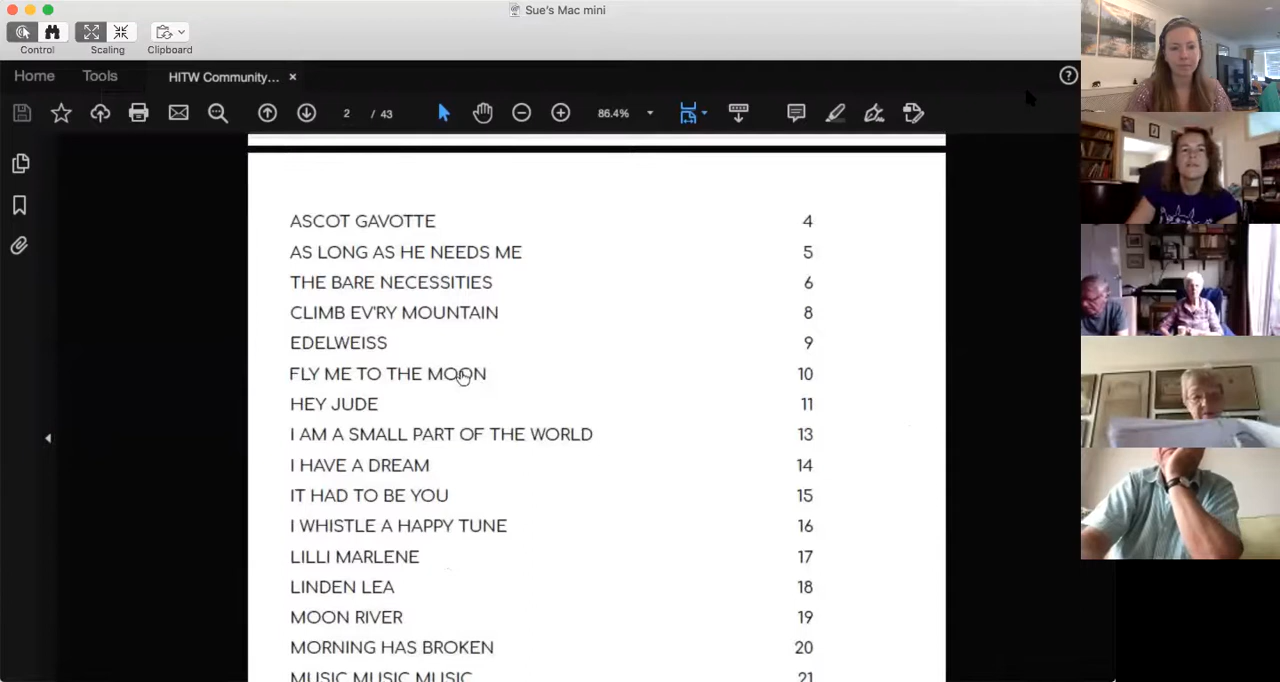 Sue's Mac mini
Control
Scaling
Clipboard
Home Tools HITW Community... ×
?
2 / 43 86.4%
ASCOT GAVOTTE 4
AS LONG AS HE NEEDS ME 5
THE BARE NECESSITIES 6
CLIMB EV'RY MOUNTAIN 8
EDELWEISS 9
FLY ME TO THE MOON 10
HEY JUDE 11
I AM A SMALL PART OF THE WORLD 13
I HAVE A DREAM 14
IT HAD TO BE YOU 15
I WHISTLE A HAPPY TUNE 16
LILLI MARLENE 17
LINDEN LEA 18
MOON RIVER 19
MORNING HAS BROKEN 20
MUSIC MUSIC MUSIC 21